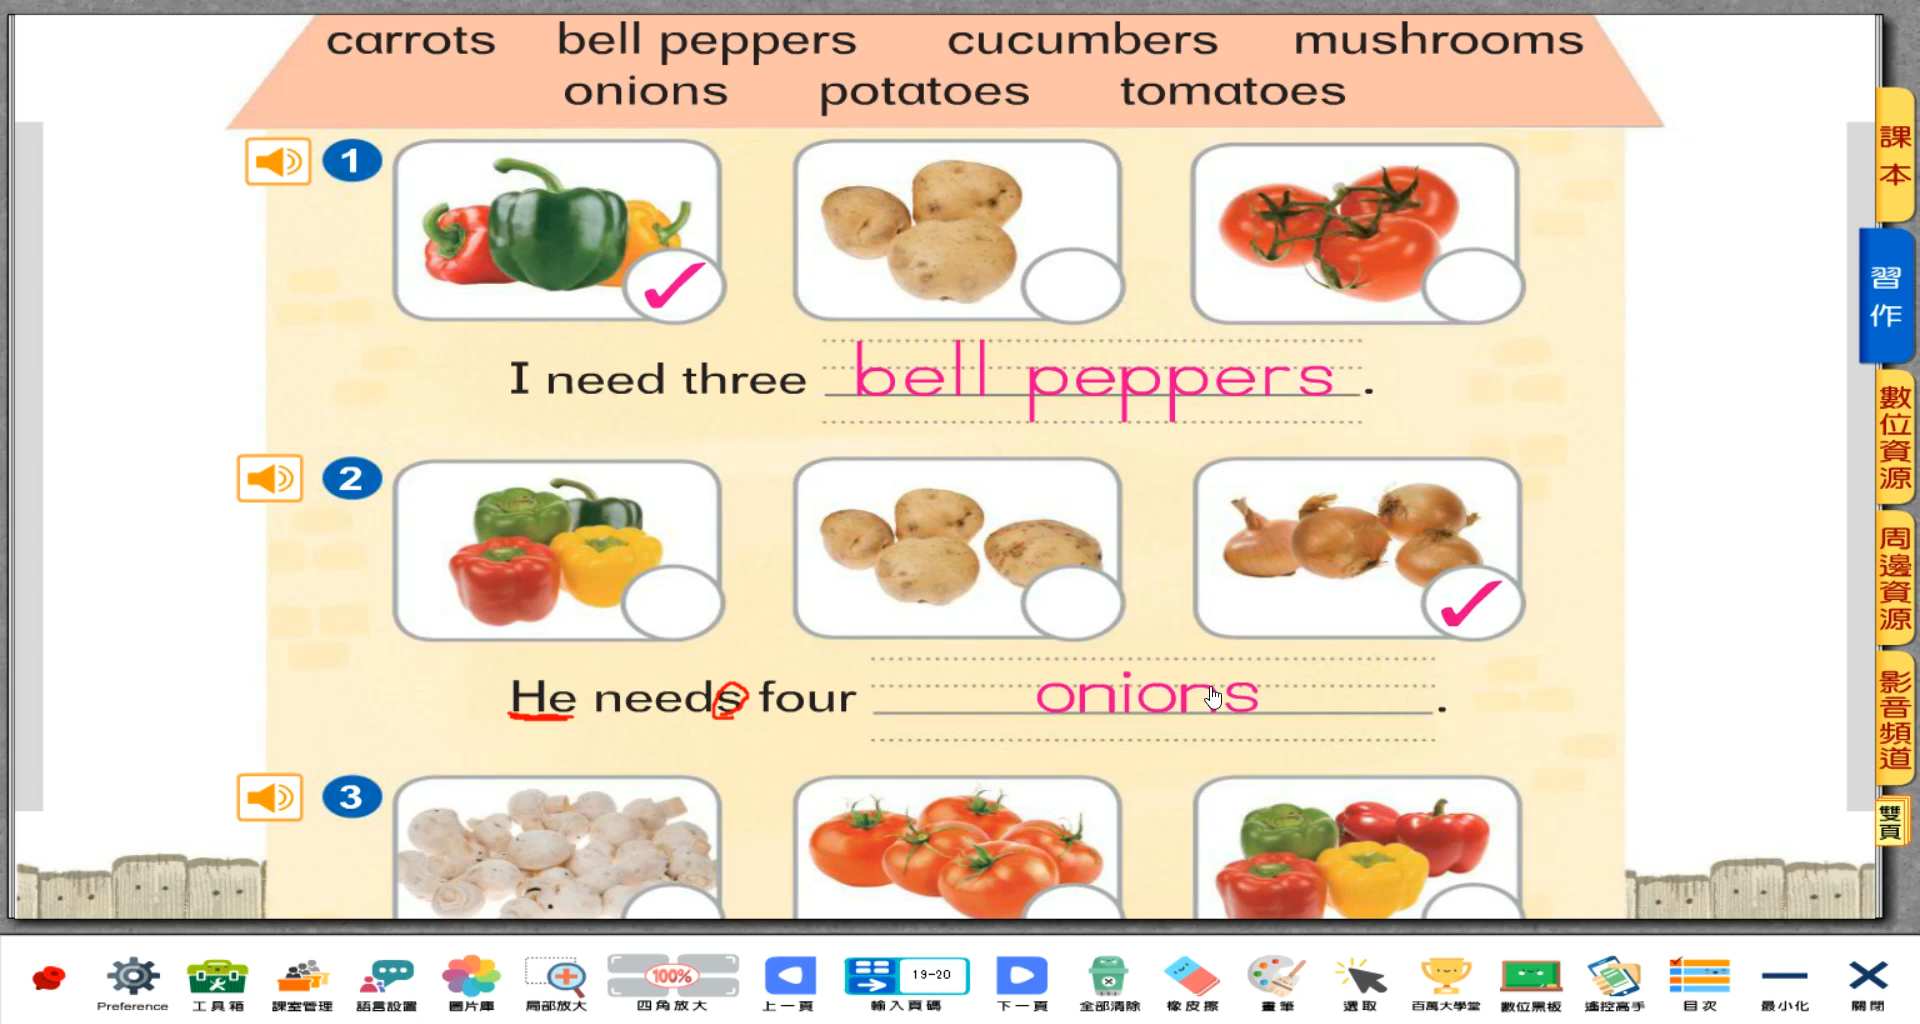 carrots bell peppers cucumbers mushrooms
onions potatoes tomatoes
1
I need three bell peppers.
2
He needs four onions.
3
課本
習作
數位資源
周邊資源
影音頻道
雙頁
Preference
工具箱
課室管理
語言設置
圖片庫
局部放大
100%
四角放大
上一頁
19-20
輸入頁碼
下一頁
全部清除
橡皮擦
畫筆
選取
百萬大學堂
數位黑板
遙控高手
目次
最小化
關閉